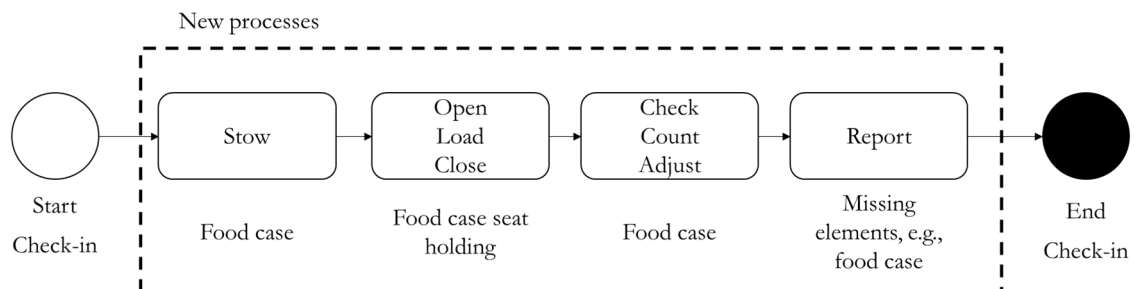 New processes
Stow
Open
Load
Close
Check
Count
Adjust
Report
Start
Check-in
Food case
Food case seat
holding
Food case
Missing
elements, e.g.,
food case
End
Check-in